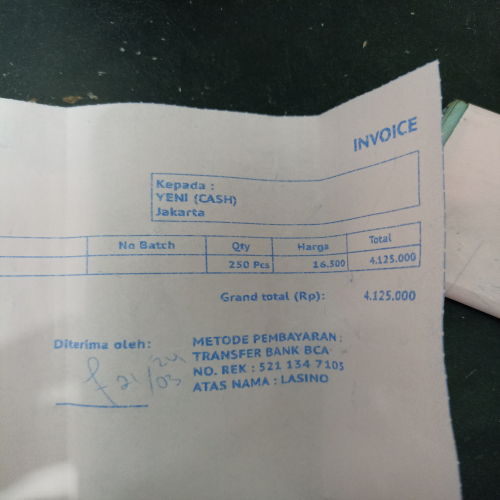 INVOICE
Kepada :
YENI (CASH)
Jakarta
No Batch Qty Harga Total
250 Pcs 16.500 4.125.000
Grand total (Rp): 4.125.000
Diterima oleh:
METODE PEMBAYARAN :
TRANSFER BANK BCA
NO. REK : 521 134 7105
ATAS NAMA : LASINO
21/03